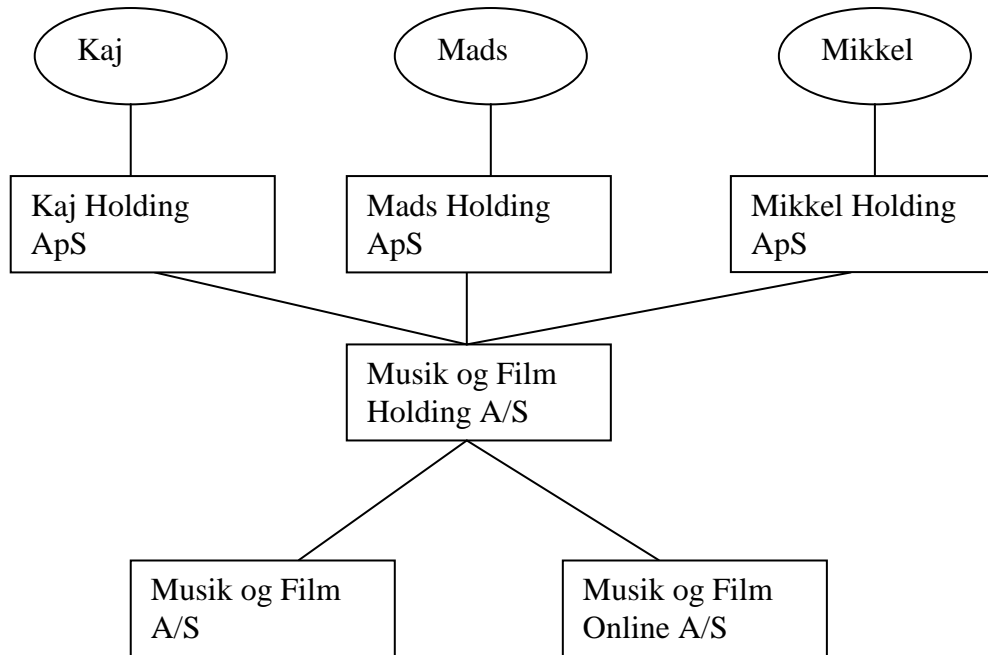 Kaj
Mads
Mikkel
Kaj Holding
ApS
Mads Holding
ApS
Mikkel Holding
ApS
Musik og Film
Holding A/S
Musik og Film
A/S
Musik og Film
Online A/S